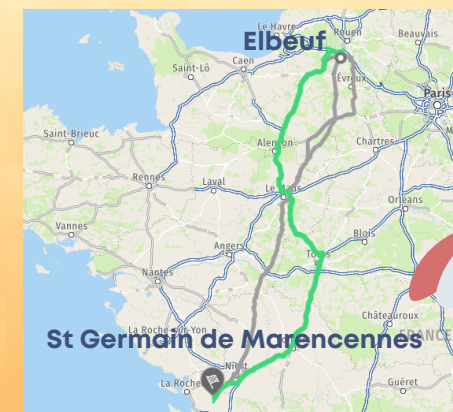 Le Havre
Rouen
Beauvais
Elbeuf
Caen
Saint-Lô
Évreux
Paris
Saint-Brieuc
Alençon
Chartres
Rennes
Laval
Le Mans
Orléans
Vannes
Blois
Angers
Tours
Nantes
Châteauroux
La Roche-sur-Yon
FRANCE
St Germain de Marencennes
Niort
La Roche
Guéret